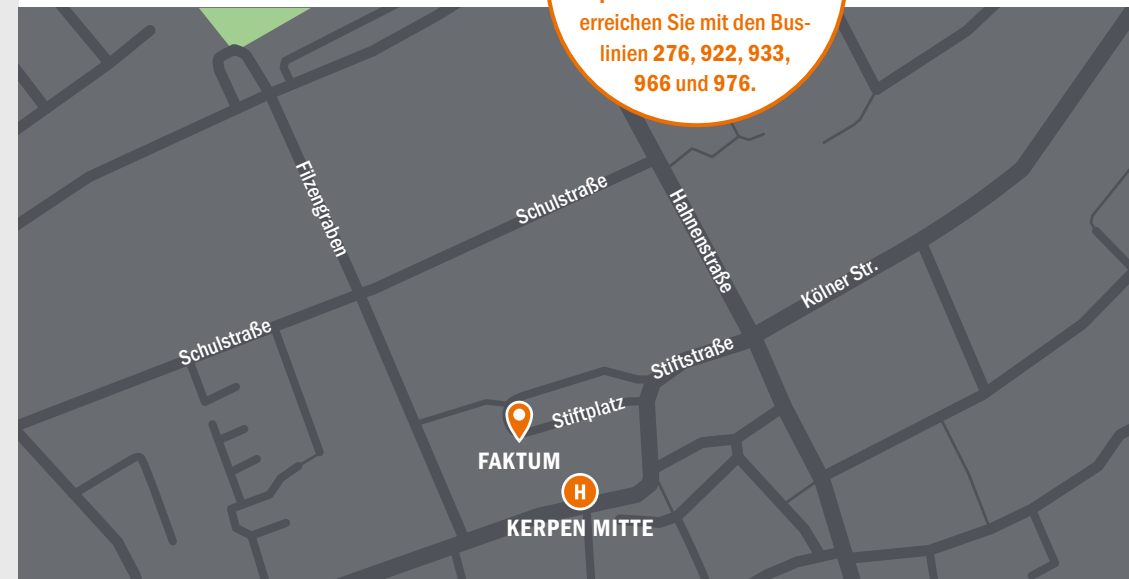 erreichen Sie mit den Bus-
linien 276, 922, 933,
966 und 976.
Filzengraben
Schulstraße
Hahnenstraße
Kölner Str.
Schulstraße
Stiftstraße
Stiftplatz
FAKTUM
H
KERPEN MITTE